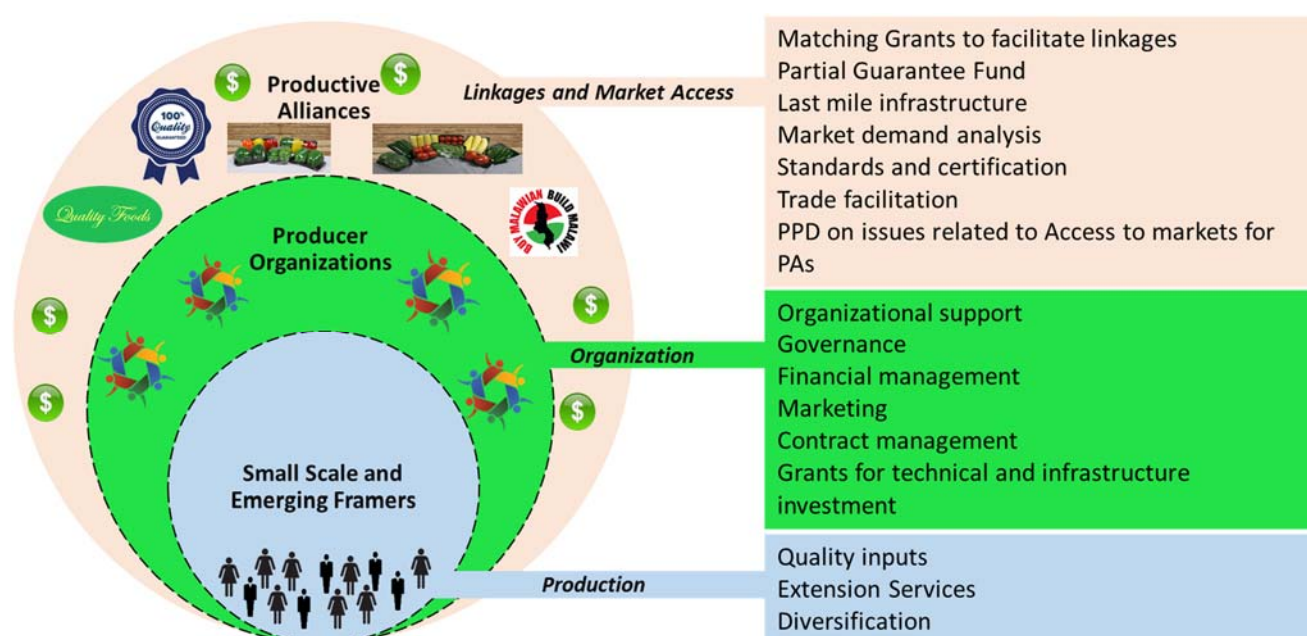 Productive
Alliances
100%
Quality
GUARANTEED
Quality Foods
BUY MALAWIAN BUILD MALAWI
$
$
$
$
$
$
Producer
Organizations
Small Scale and
Emerging Framers
Linkages and Market Access
Matching Grants to facilitate linkages
Partial Guarantee Fund
Last mile infrastructure
Market demand analysis
Standards and certification
Trade facilitation
PPD on issues related to Access to markets for
PAs
Organization
Organizational support
Governance
Financial management
Marketing
Contract management
Grants for technical and infrastructure
investment
Production
Quality inputs
Extension Services
Diversification